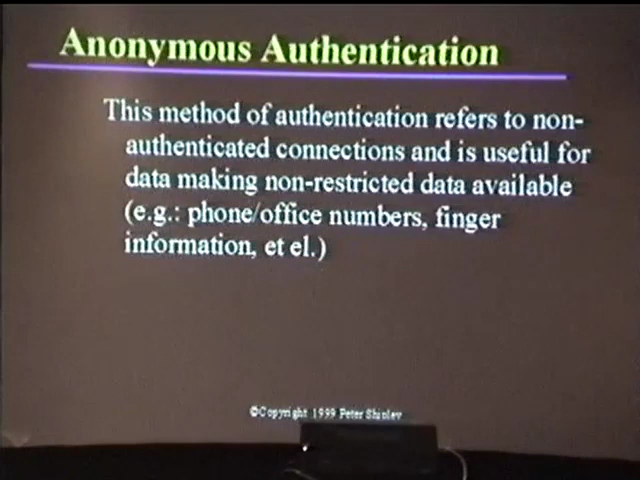 Anonymous Authentication
This method of authentication refers to non-
authenticated connections and is useful for
data making non-restricted data available
(e.g.: phone/office numbers, finger
information, et el.)
©Copyright 1999 Peter Shipley